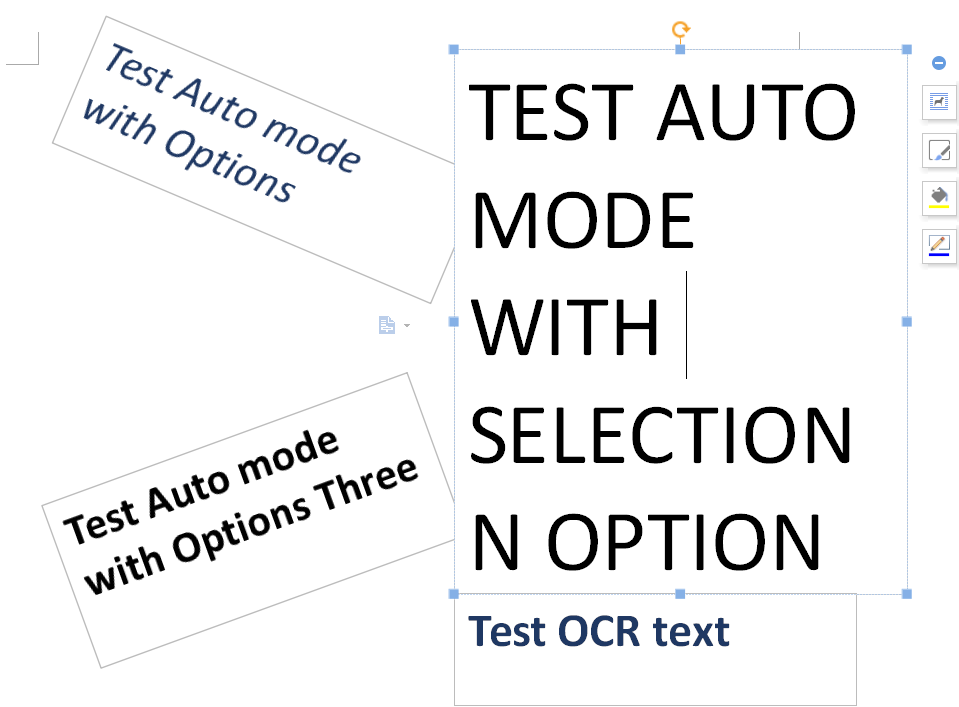 Test Auto mode
with Options
TEST AUTO
MODE
WITH
SELECTION
N OPTION
Test Auto mode
with Options Three
Test OCR text